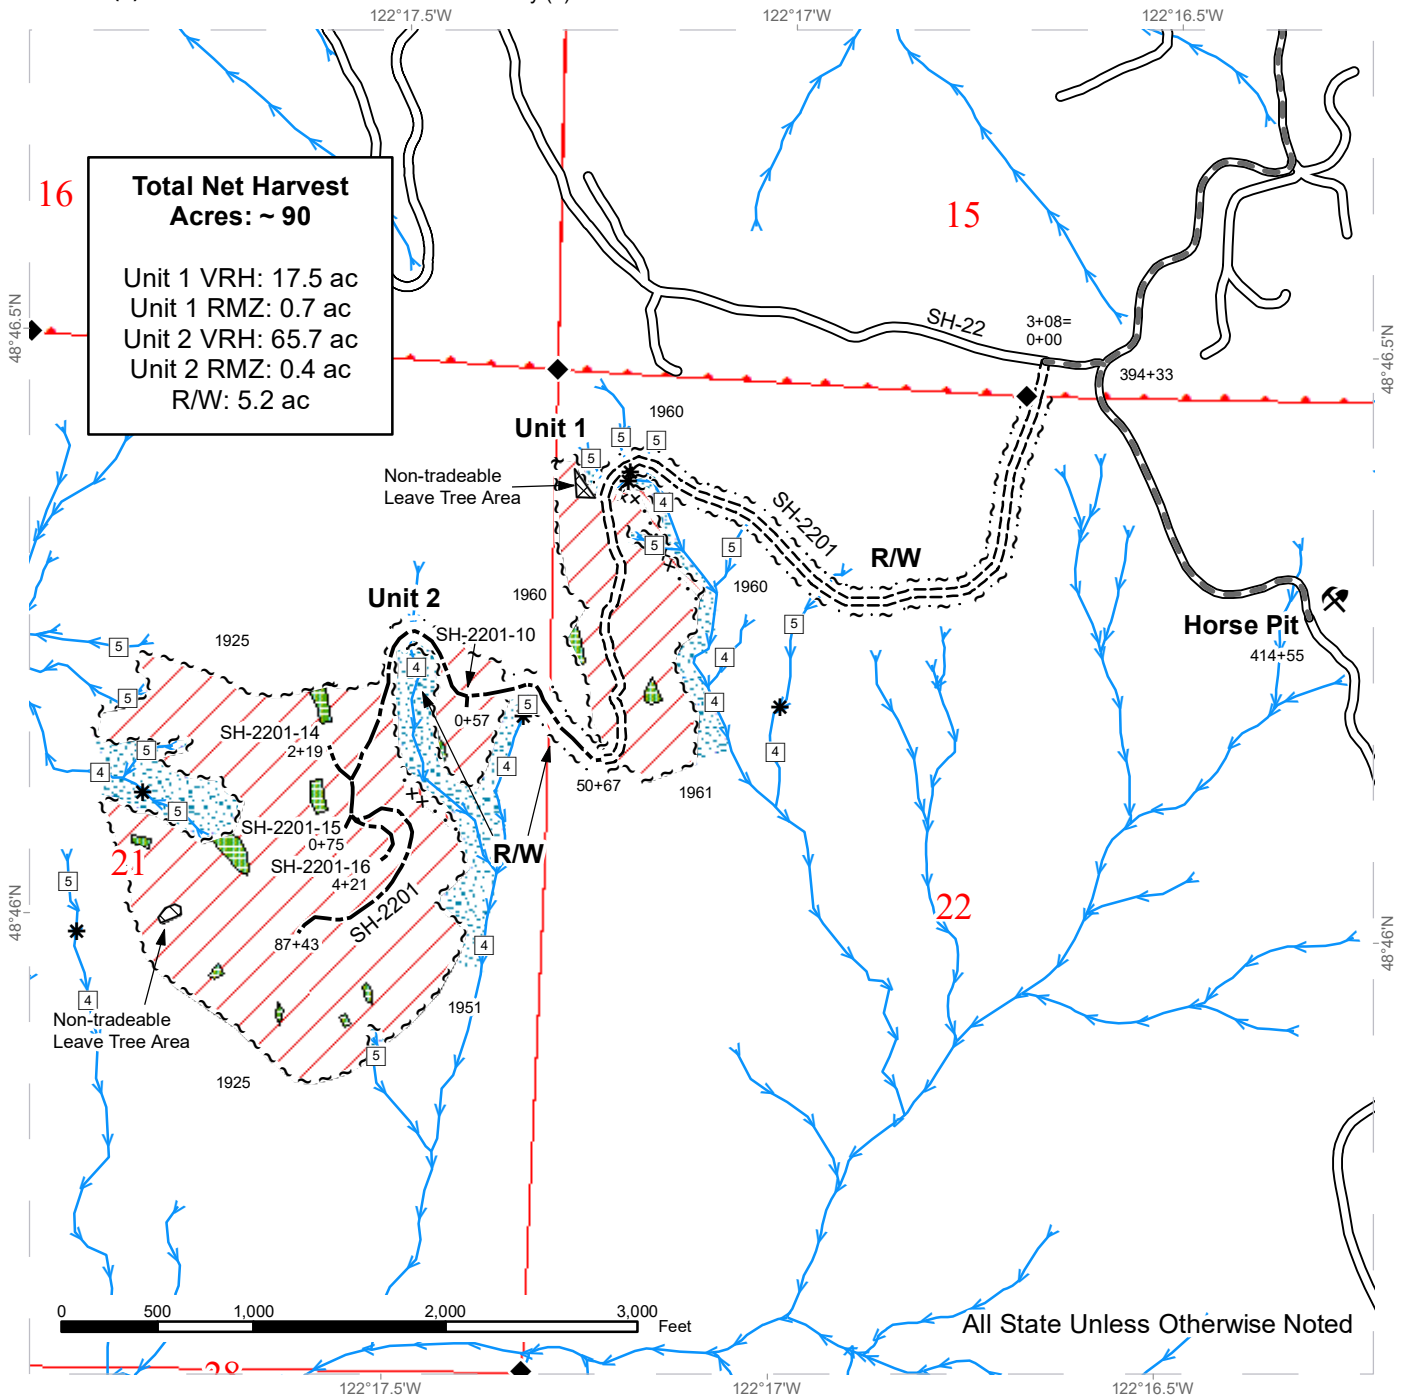 122°17.5'W
122°17'W
122°16.5'W
16
15
Total Net Harvest
Acres: ~ 90
Unit 1 VRH: 17.5 ac
Unit 1 RMZ: 0.7 ac
Unit 2 VRH: 65.7 ac
Unit 2 RMZ: 0.4 ac
R/W: 5.2 ac
48°46.5'N
48°46.5'N
SH-22
3+08=
0+00
394+33
1960
Unit 1
5
5
5
Non-tradeable
Leave Tree Area
4
SH-2201
5
5
R/W
1960
1960
Unit 2
Horse Pit
414+55
5
1925
5
SH-2201-10
4
4
5
5
0+57
4
SH-2201-14
2+19
5
4
4
4
50+67
1961
5
SH-2201-15
0+75
R/W
SH-2201-16
4+21
21
5
22
SH-2201
87+43
4
48°46'N
48°46'N
4
1951
Non-tradeable
Leave Tree Area
5
1925
0
500
1,000
2,000
3,000
Feet
All State Unless Otherwise Noted
28
122°17.5'W
122°17'W
122°16.5'W